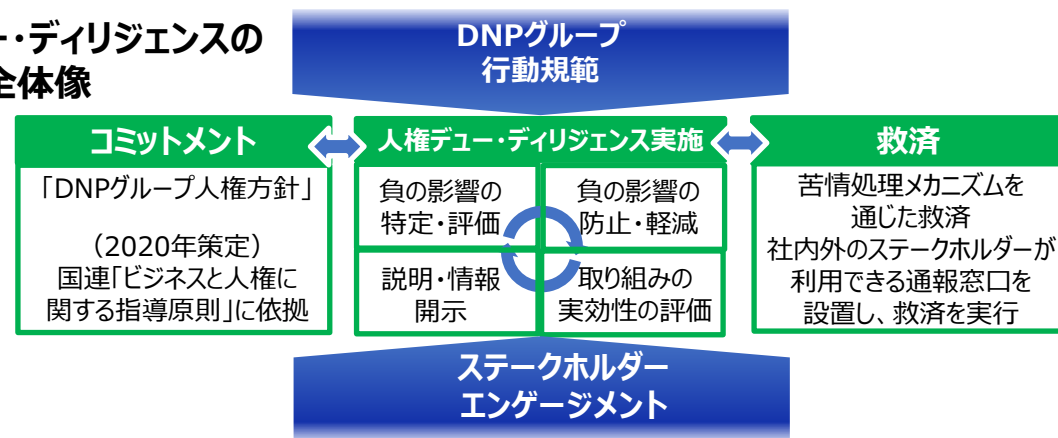 ー・ディリジェンスの
全体像
DNPグループ
行動規範
コミットメント
「DNPグループ人権方針」
（2020年策定）
国連「ビジネスと人権に
関する指導原則」に依拠
人権デュー・ディリジェンス実施
負の影響の
特定・評価
負の影響の
防止・軽減
説明・情報
開示
取り組みの
実効性の評価
救済
苦情処理メカニズムを
通じた救済
社内外のステークホルダーが
利用できる通報窓口を
設置し、救済を実行
ステークホルダー
エンゲージメント